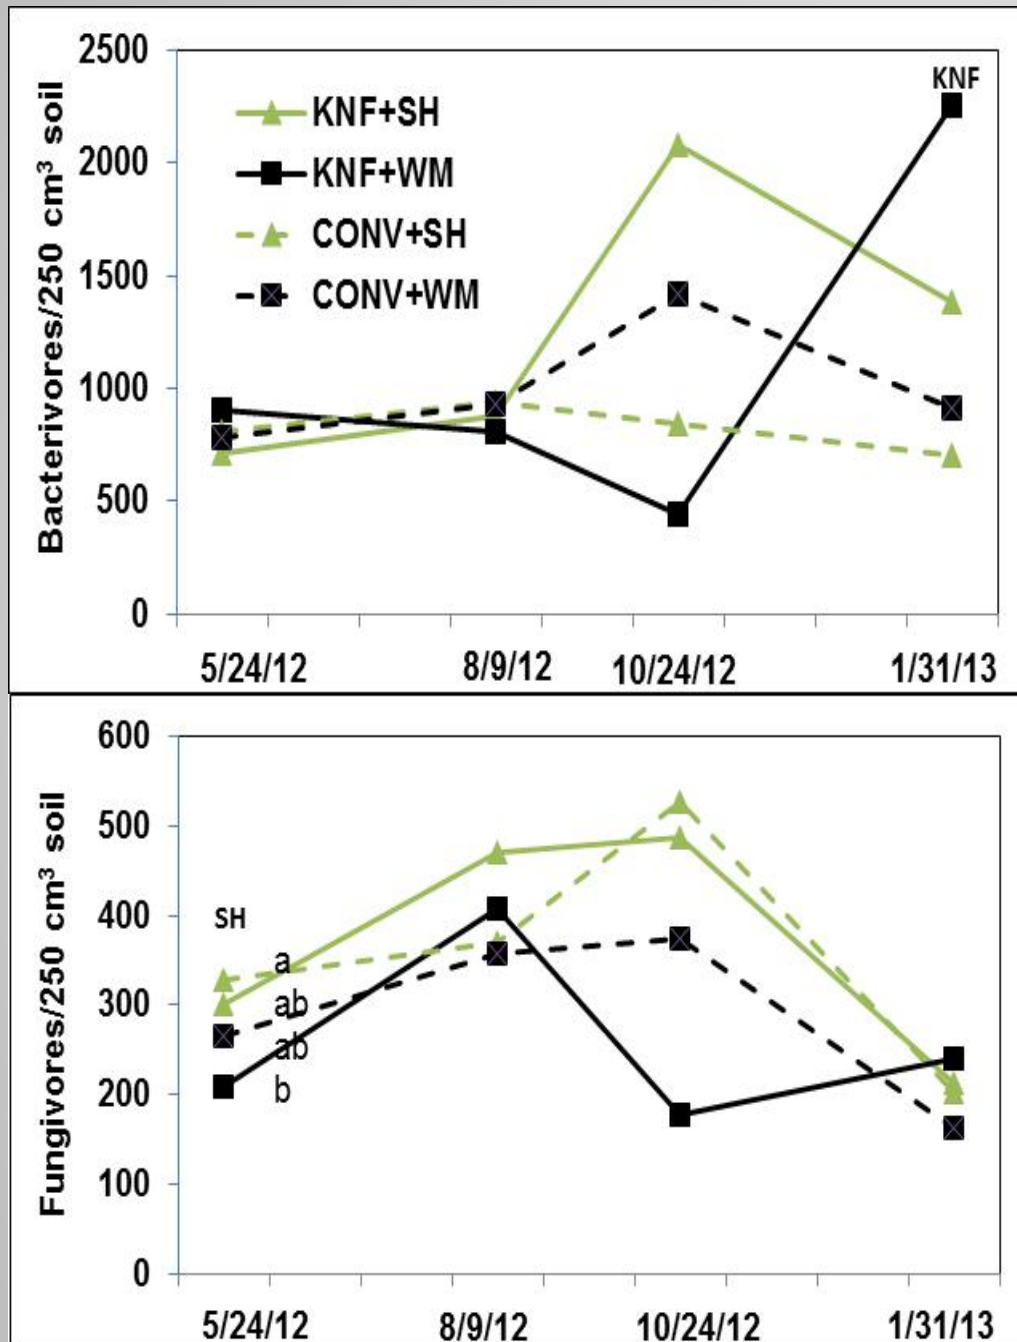 2500
2000
1500
1000
500
0
Bacterivores/250 cm³ soil
KNF+SH
KNF+WM
CONV+SH
CONV+WM
KNF
5/24/12 8/9/12 10/24/12 1/31/13
600
500
400
300
200
100
0
Fungivores/250 cm³ soil
SH
a
ab
ab
b
5/24/12 8/9/12 10/24/12 1/31/13